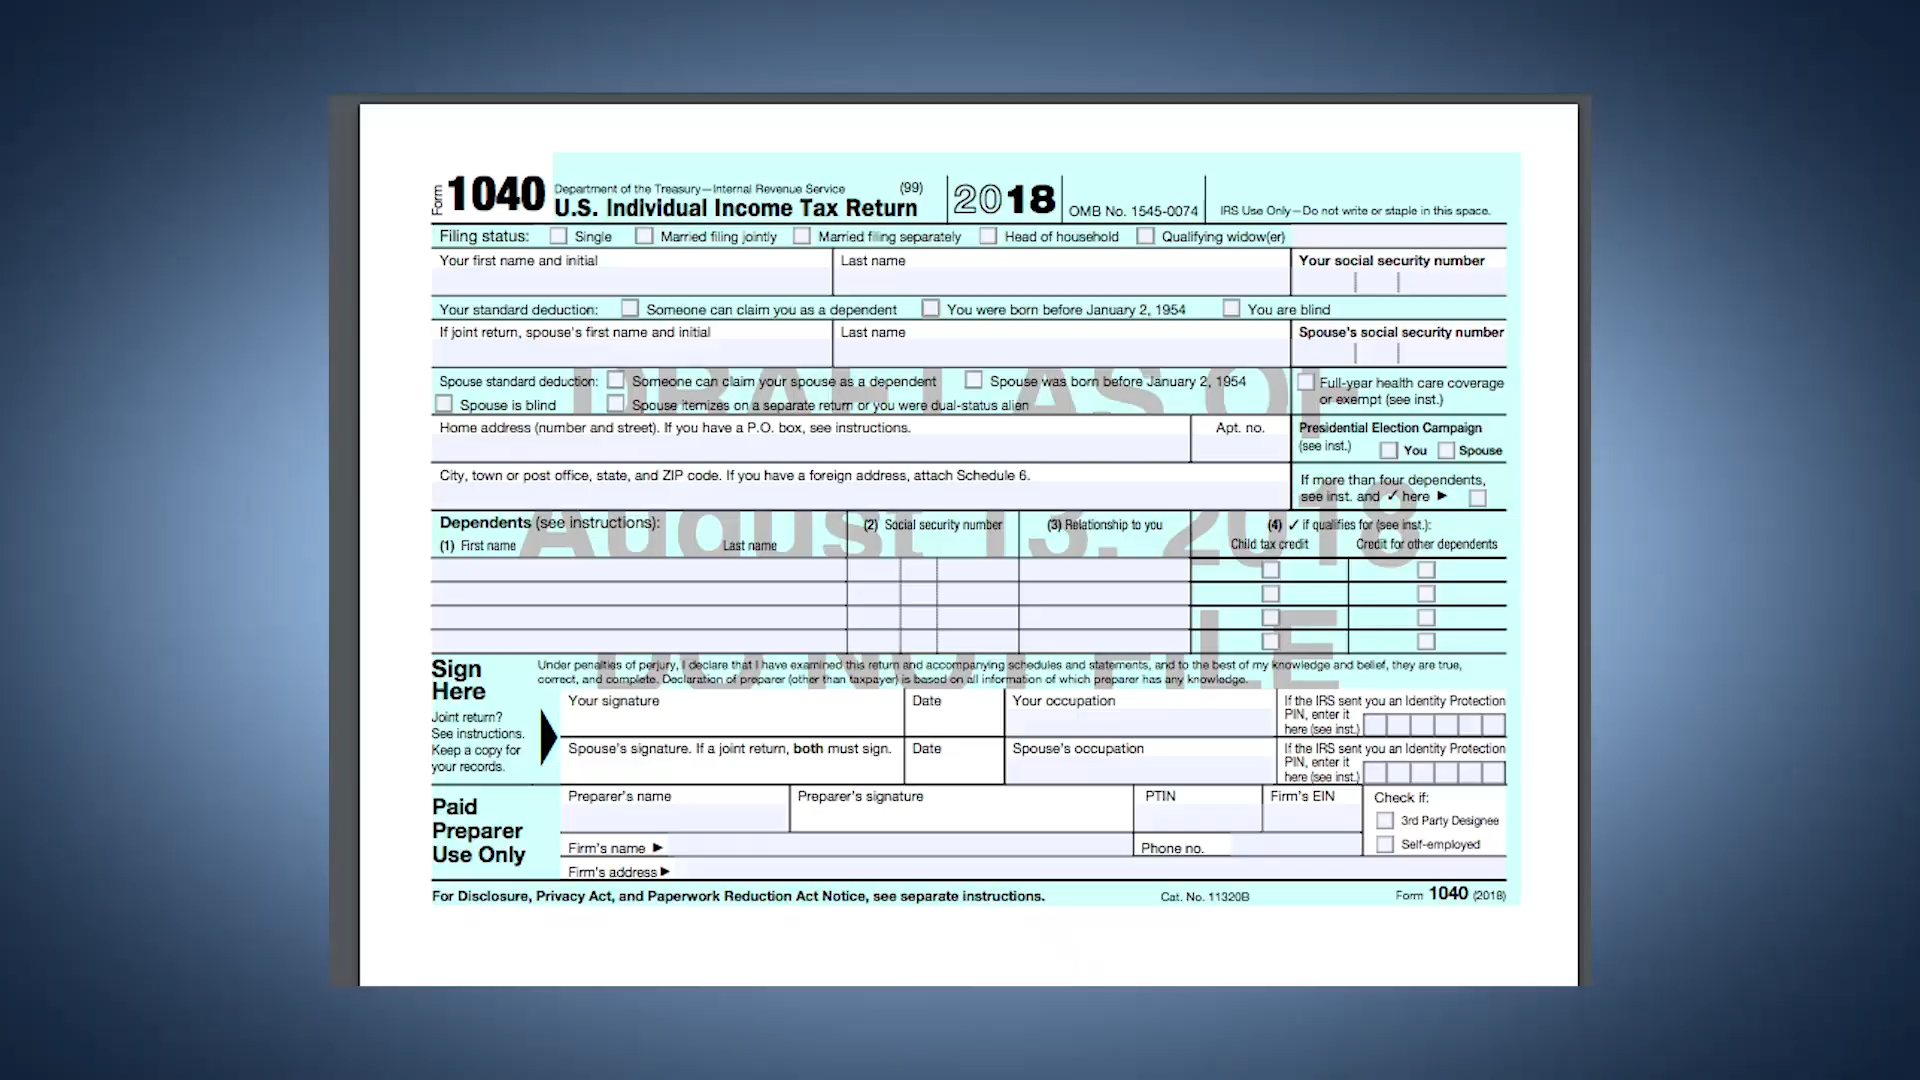 Form 1040 Department of the Treasury—Internal Revenue Service (99) 2018 OMB No. 1545-0074 IRS Use Only—Do not write or staple in this space.
U.S. Individual Income Tax Return
Filing status: Single Married filing jointly Married filing separately Head of household Qualifying widow(er)
Your first name and initial Last name Your social security number
Your standard deduction: Someone can claim you as a dependent You were born before January 2, 1954 You are blind
If joint return, spouse's first name and initial Last name Spouse's social security number
DRAFT AS OF
Spouse standard deduction: Someone can claim your spouse as a dependent Spouse was born before January 2, 1954
Spouse is blind Spouse itemizes on a separate return or you were dual-status alien
Full-year health care coverage
or exempt (see inst.)
Home address (number and street). If you have a P.O. box, see instructions. Apt. no.
Presidential Election Campaign
(see inst.) You Spouse
City, town or post office, state, and ZIP code. If you have a foreign address, attach Schedule 6.
If more than four dependents,
see inst. and ✓ here ▶
August 13, 2018
Dependents (see instructions): (2) Social security number (3) Relationship to you (4) ✓ if qualifies for (see inst.):
(1) First name Last name Child tax credit Credit for other dependents
DO NOT FILE
Sign
Here
Under penalties of perjury, I declare that I have examined this return and accompanying schedules and statements, and to the best of my knowledge and belief, they are true,
correct, and complete. Declaration of preparer (other than taxpayer) is based on all information of which preparer has any knowledge.
Joint return?
See instructions.
Keep a copy for
your records.
Your signature Date Your occupation
If the IRS sent you an Identity Protection
PIN, enter it
here (see inst.)
Spouse's signature. If a joint return, both must sign. Date Spouse's occupation
If the IRS sent you an Identity Protection
PIN, enter it
here (see inst.)
Paid
Preparer
Use Only
Preparer's name Preparer's signature PTIN Firm's EIN Check if:
3rd Party Designee
Self-employed
Firm's name ▶ Phone no.
Firm's address ▶
For Disclosure, Privacy Act, and Paperwork Reduction Act Notice, see separate instructions. Cat. No. 11320B Form 1040 (2018)